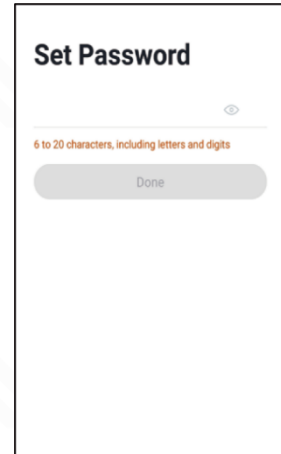 Set Password
6 to 20 characters, including letters and digits
Done